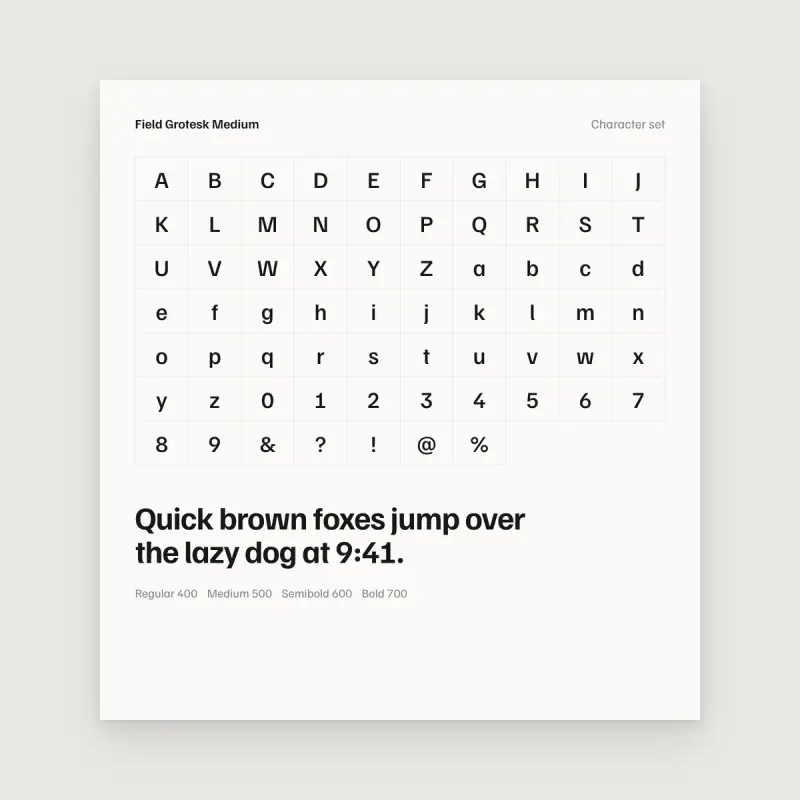 Field Grotesk Medium
Character set
A B C D E F G H I J
K L M N O P Q R S T
U V W X Y Z a b c d
e f g h i j k l m n
o p q r s t u v w x
y z 0 1 2 3 4 5 6 7
8 9 & ? ! @ %
Quick brown foxes jump over
the lazy dog at 9:41.
Regular 400 Medium 500 Semibold 600 Bold 700